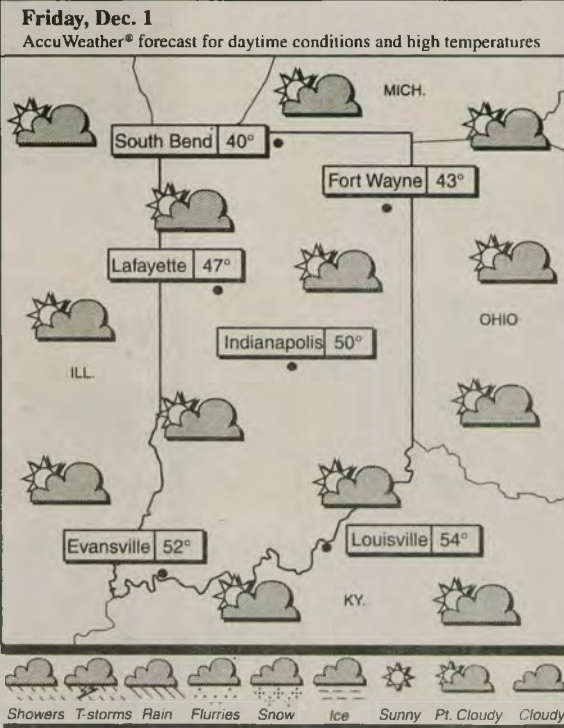 Friday, Dec. 1
AccuWeather® forecast for daytime conditions and high temperatures
MICH.
South Bend 40°
Fort Wayne 43°
Lafayette 47°
OHIO
Indianapolis 50°
ILL.
Evansville 52°
Louisville 54°
KY.
Showers T-storms Rain Flurries Snow Ice Sunny Pt. Cloudy Cloudy